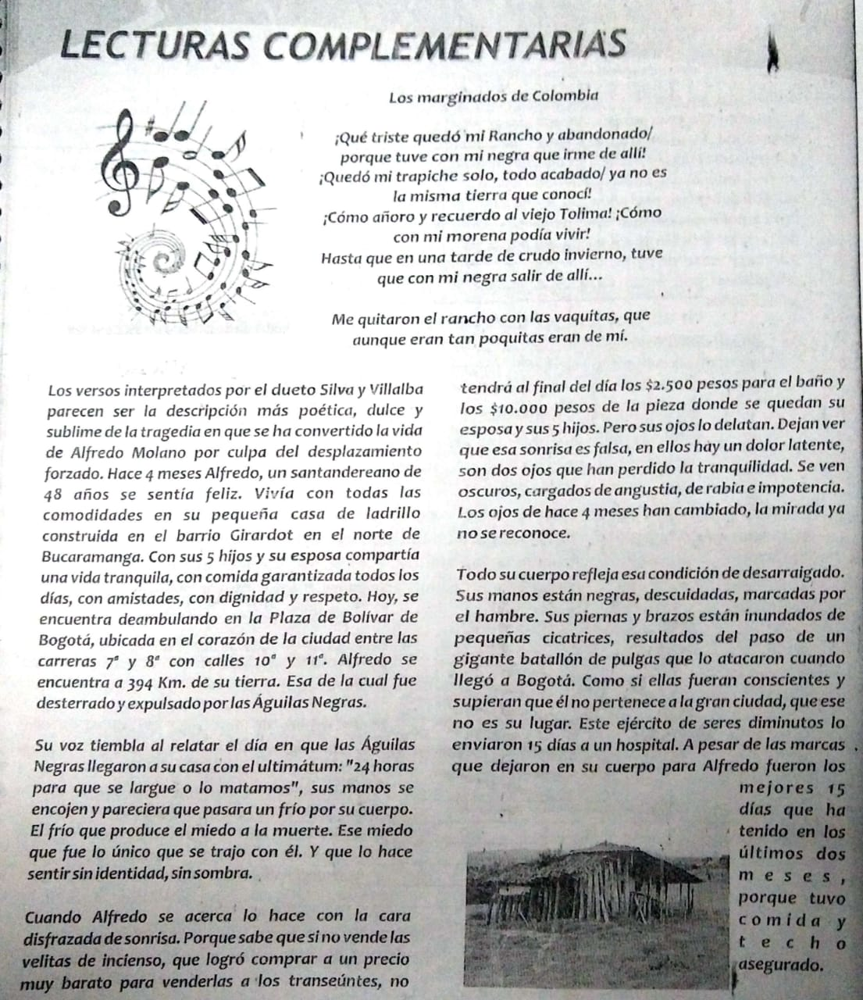 LECTURAS COMPLEMENTARIAS
Los marginados de Colombia
¡Qué triste quedó mi Rancho y abandonado/
porque tuve con mi negra que irme de allí!
¡Quedó mi trapiche solo, todo acabado/ ya no es
la misma tierra que conocí!
¡Cómo añoro y recuerdo al viejo Tolima! ¡Cómo
con mi morena podía vivir!
Hasta que en una tarde de crudo invierno, tuve
que con mi negra salir de allí...
Me quitaron el rancho con las vaquitas, que
aunque eran tan poquitas eran de mí.
Los versos interpretados por el dueto Silva y Villalba
parecen ser la descripción más poética, dulce y
sublime de la tragedia en que se ha convertido la vida
de Alfredo Molano por culpa del desplazamiento
forzado. Hace 4 meses Alfredo, un santandereano de
48 años se sentía feliz. Vivía con todas las
comodidades en su pequeña casa de ladrillo
construida en el barrio Girardot en el norte de
Bucaramanga. Con sus 5 hijos y su esposa compartía
una vida tranquila, con comida garantizada todos los
días, con amistades, con dignidad y respeto. Hoy, se
encuentra deambulando en la Plaza de Bolívar de
Bogotá, ubicada en el corazón de la ciudad entre las
carreras 7ª y 8ª con calles 10ª y 11ª. Alfredo se
encuentra a 394 Km. de su tierra. Esa de la cual fue
desterrado y expulsado por las Águilas Negras.
Su voz tiembla al relatar el día en que las Águilas
Negras llegaron a su casa con el ultimátum: "24 horas
para que se largue o lo matamos", sus manos se
encojen y pareciera que pasara un frío por su cuerpo.
El frío que produce el miedo a la muerte. Ese miedo
que fue lo único que se trajo con él. Y que lo hace
sentir sin identidad, sin sombra.
Cuando Alfredo se acerca lo hace con la cara
disfrazada de sonrisa. Porque sabe que si no vende las
velitas de incienso, que logró comprar a un precio
muy barato para venderlas a los transeúntes, no
tendrá al final del día los $2.500 pesos para el baño y
los $10.000 pesos de la pieza donde se quedan su
esposa y sus 5 hijos. Pero sus ojos lo delatan. Dejan ver
que esa sonrisa es falsa, en ellos hay un dolor latente,
son dos ojos que han perdido la tranquilidad. Se ven
oscuros, cargados de angustia, de rabia e impotencia.
Los ojos de hace 4 meses han cambiado, la mirada ya
no se reconoce.
Todo su cuerpo refleja esa condición de desarraigado.
Sus manos están negras, descuidadas, marcadas por
el hambre. Sus piernas y brazos están inundados de
pequeñas cicatrices, resultados del paso de un
gigante batallón de pulgas que lo atacaron cuando
llegó a Bogotá. Como si ellas fueran conscientes y
supieran que él no pertenece a la gran ciudad, que ese
no es su lugar. Este ejército de seres diminutos lo
enviaron 15 días a un hospital. A pesar de las marcas
que dejaron en su cuerpo para Alfredo fueron los
mejores 15
días que ha
tenido en los
últimos dos
meses,
porque tuvo
comida y
techo
asegurado.